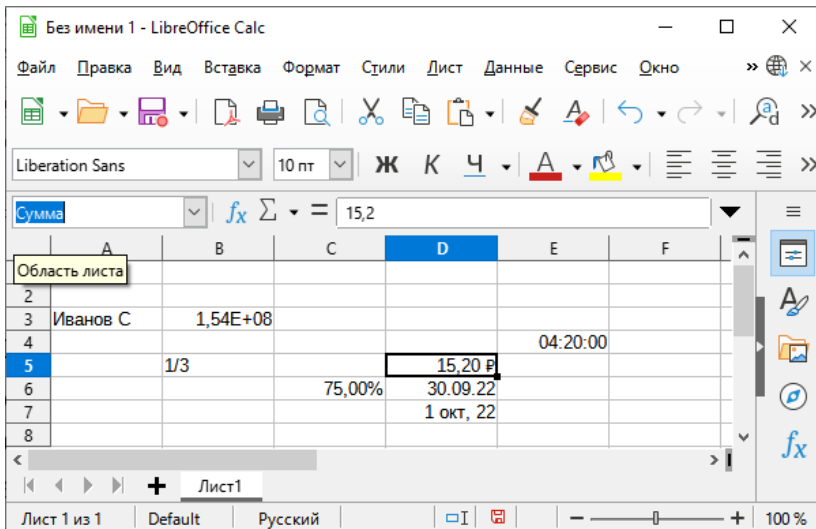 Без имени 1 - LibreOffice Calc
Файл Правка Вид Вставка Формат Стили Лист Данные Сервис Окно »
Liberation Sans 10 пт Ж К Ч А
Сумма fx Σ = 15,2
A B C D E F
Область листа
2
3 Иванов С 1,54E+08
4 04:20:00
5 1/3 15,20 ₽
6 75,00% 30.09.22
7 1 окт, 22
8
Лист1
Лист 1 из 1 Default Русский 100 %